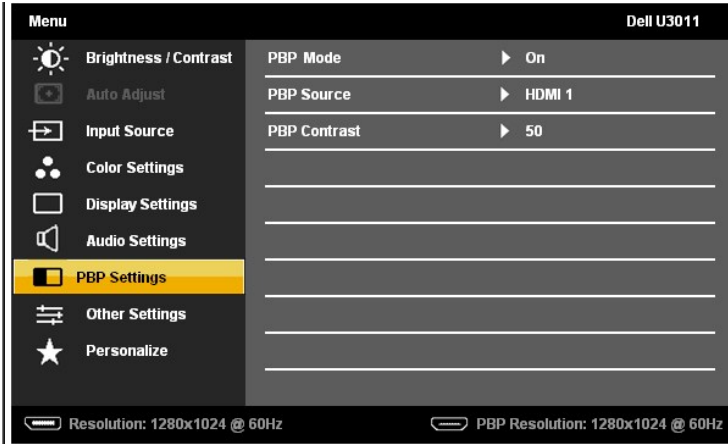 Menu Dell U3011
Brightness / Contrast PBP Mode On
Auto Adjust PBP Source HDMI 1
Input Source PBP Contrast 50
Color Settings
Display Settings
Audio Settings
PBP Settings
Other Settings
Personalize
Resolution: 1280x1024 @ 60Hz PBP Resolution: 1280x1024 @ 60Hz